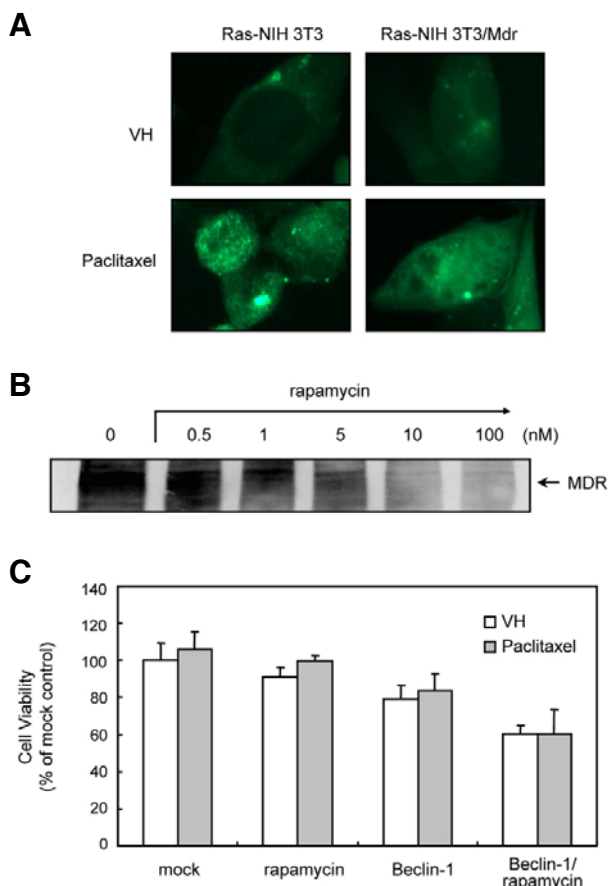 A
Ras-NIH 3T3 Ras-NIH 3T3/Mdr
VH
Paclitaxel
B
rapamycin
0 0.5 1 5 10 100 (nM)
← MDR
C
140
120
100
80
60
40
20
0
Cell Viability
(% of mock control)
VH
Paclitaxel
mock rapamycin Beclin-1 Beclin-1/
rapamycin